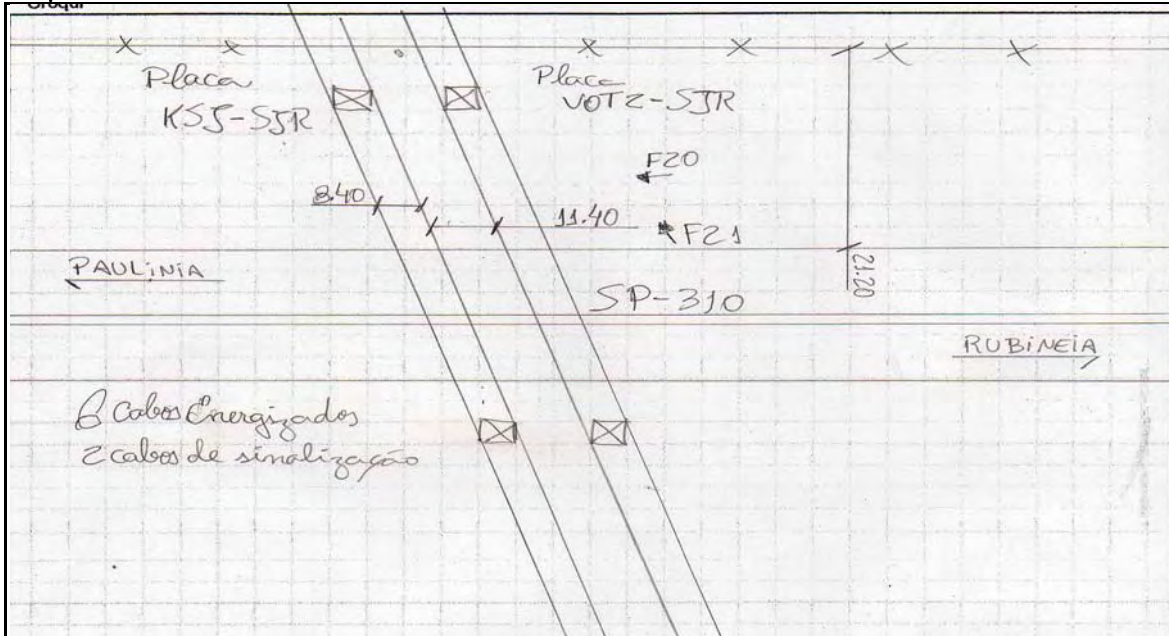 Croqui
Placa
KSJ-SJR
Placa
VOTZ-SJR
F20
8.40
11.40
F21
21.20
PAULINIA
SP-310
RUBINEIA
6 Cabos Energizados
2 cabos de sinalização